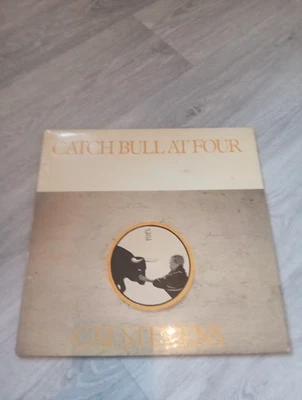 CATCH BULL AT FOUR
CAT STEVENS